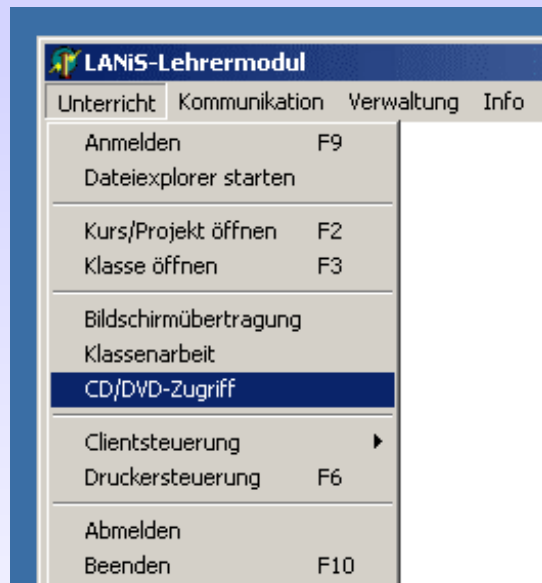 LANiS-Lehrermodul
Unterricht Kommunikation Verwaltung Info
Anmelden F9
Dateiexplorer starten
Kurs/Projekt öffnen F2
Klasse öffnen F3
Bildschirmübertragung
Klassenarbeit
CD/DVD-Zugriff
Clientsteuerung
Druckersteuerung F6
Abmelden
Beenden F10